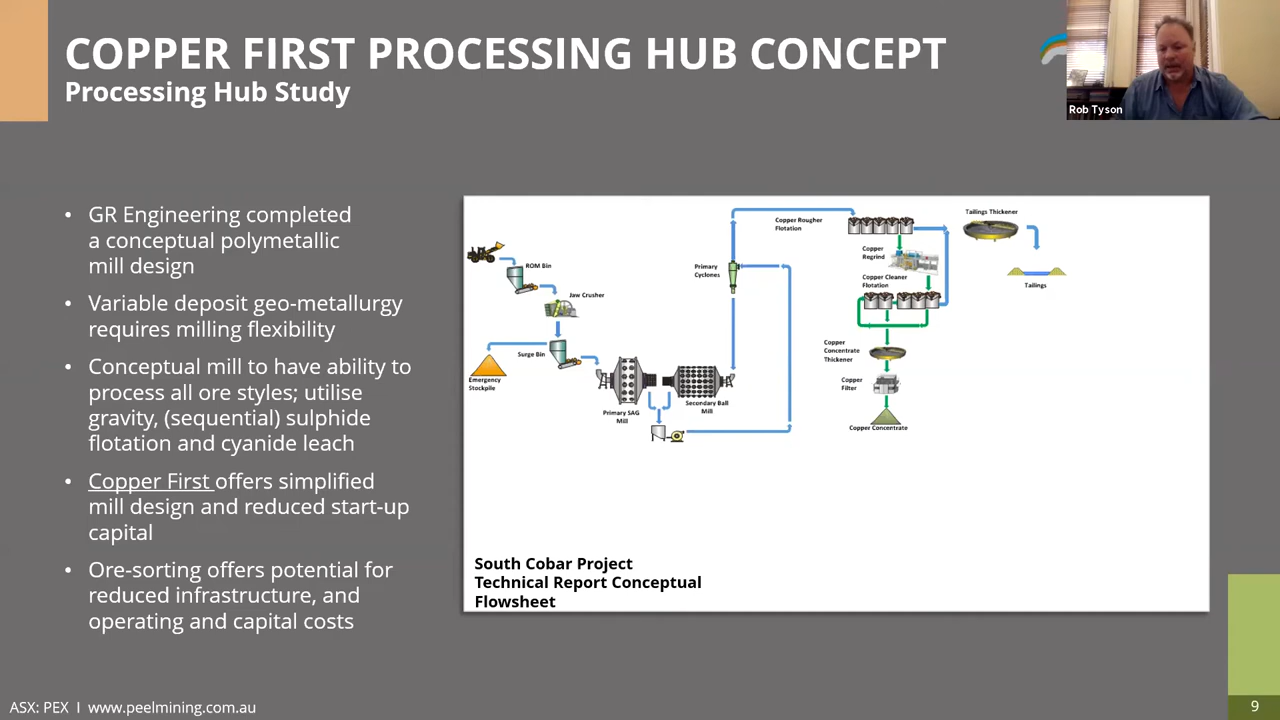 COPPER FIRST PROCESSING HUB CONCEPT
Processing Hub Study
Rob Tyson
• GR Engineering completed
a conceptual polymetallic
mill design
• Variable deposit geo-metallurgy
requires milling flexibility
• Conceptual mill to have ability to
process all ore styles; utilise
gravity, (sequential) sulphide
flotation and cyanide leach
• Copper First offers simplified
mill design and reduced start-up
capital
• Ore-sorting offers potential for
reduced infrastructure, and
operating and capital costs
ROM Bin
Jaw Crusher
Surge Bin
Emergency
Stockpile
Primary SAG
Mill
Secondary Ball
Mill
Primary
Cyclones
Copper Rougher
Flotation
Copper
Regrind
Copper Cleaner
Flotation
Copper
Concentrate
Thickener
Copper
Filter
Copper Concentrate
Tailings Thickener
Tailings
South Cobar Project
Technical Report Conceptual
Flowsheet
ASX: PEX I www.peelmining.com.au
9